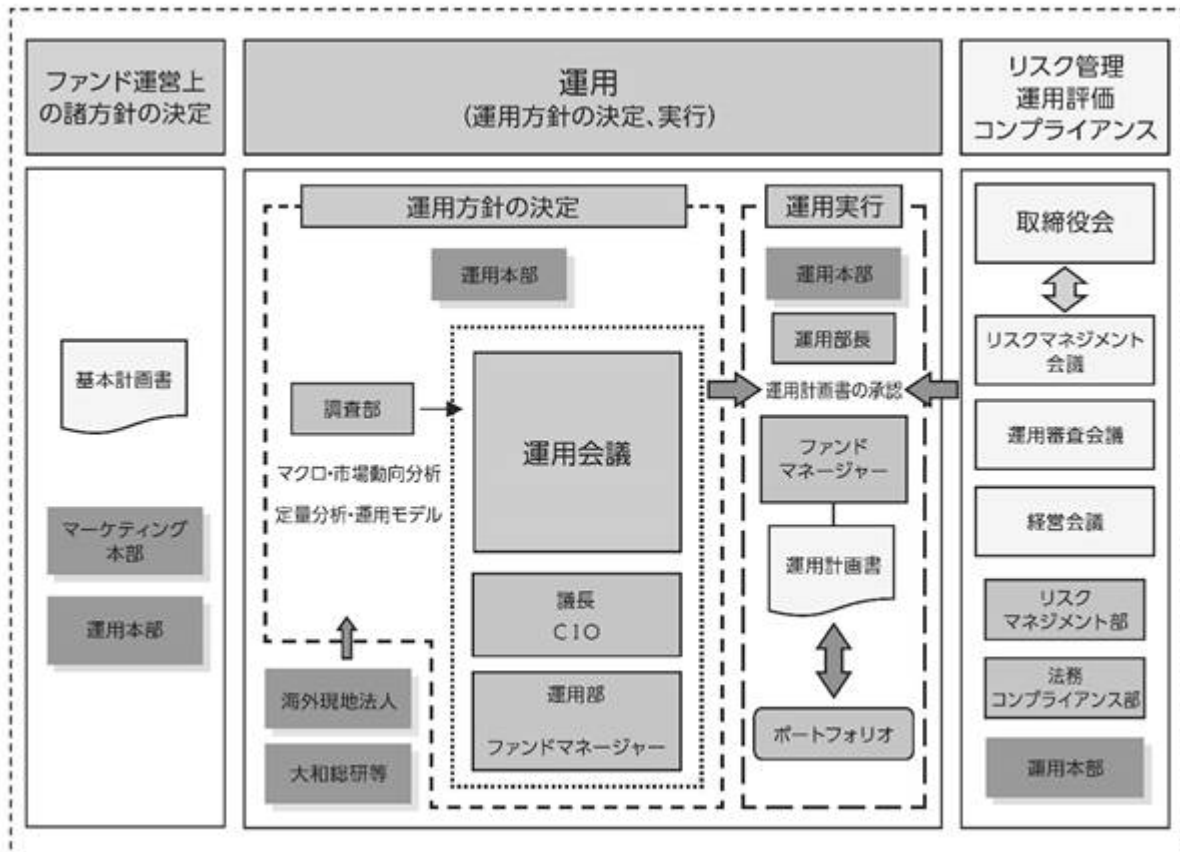 ファンド運営上
の諸方針の決定
基本計画書
マーケティング
本部
運用本部
運用
(運用方針の決定、実行)
運用方針の決定
運用本部
調査部
マクロ・市場動向分析
定量分析・運用モデル
海外現地法人
大和総研等
運用会議
議長
CIO
運用部
ファンドマネージャー
運用実行
運用本部
運用部長
運用計画書の承認
ファンド
マネージャー
運用計画書
ポートフォリオ
リスク管理
運用評価
コンプライアンス
取締役会
リスクマネジメント
会議
運用審査会議
経営会議
リスク
マネジメント部
法務
コンプライアンス部
運用本部